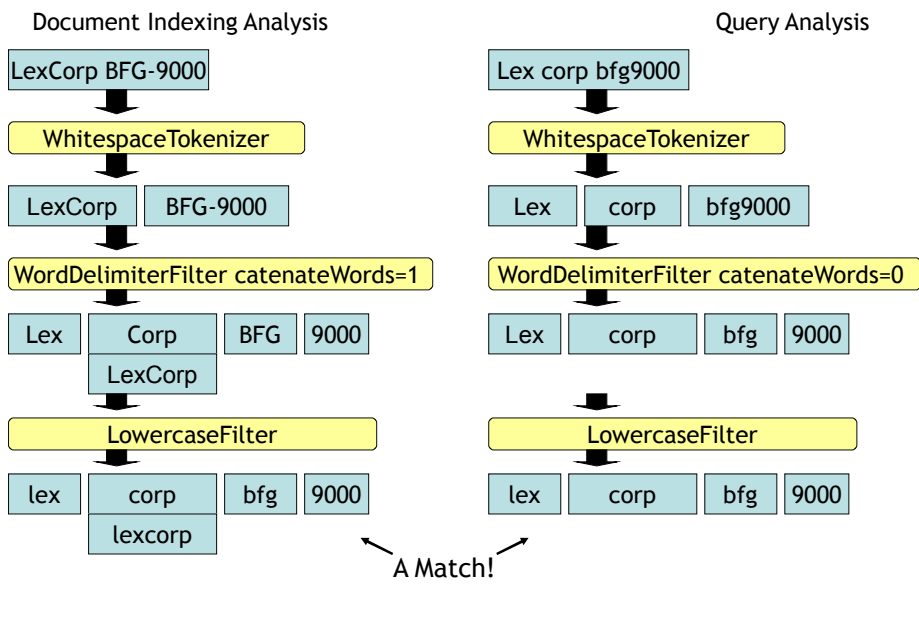 Document Indexing Analysis
Query Analysis
LexCorp BFG-9000
Lex corp bfg9000
WhitespaceTokenizer
WhitespaceTokenizer
LexCorp BFG-9000
Lex corp bfg9000
WordDelimiterFilter catenateWords=1
WordDelimiterFilter catenateWords=0
Lex Corp BFG 9000
LexCorp
Lex corp bfg 9000
LowercaseFilter
LowercaseFilter
lex corp bfg 9000
lexcorp
lex corp bfg 9000
A Match!